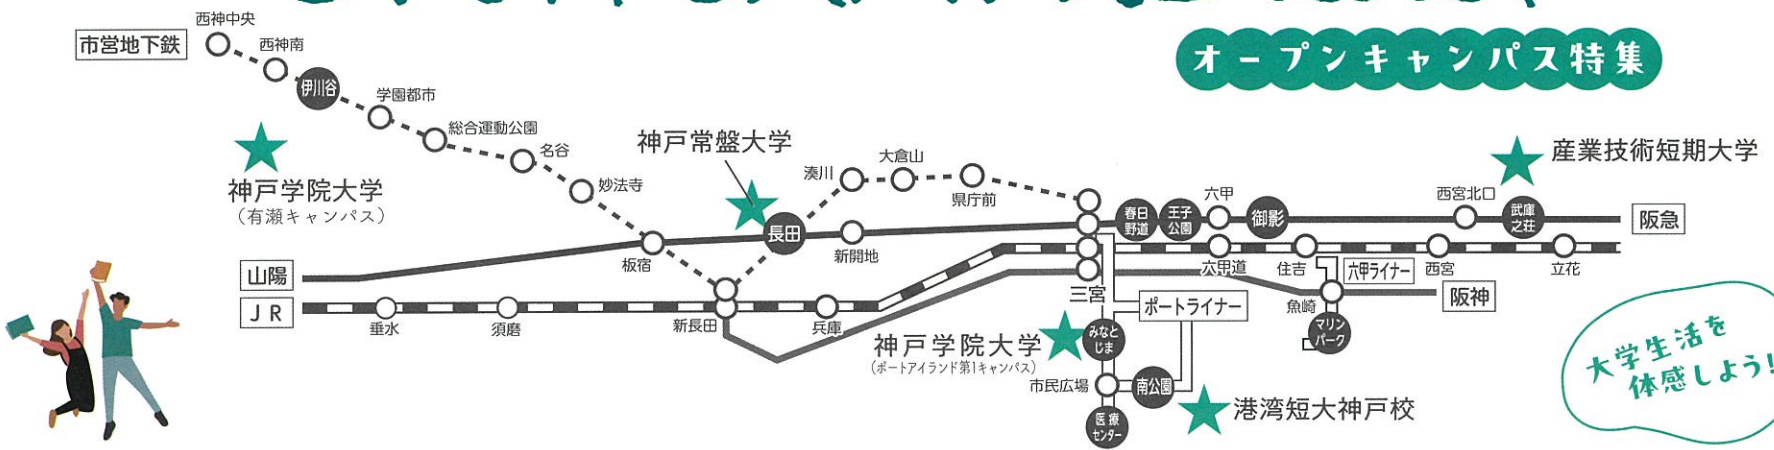 オープンキャンパス特集
市営地下鉄
西神中央
西神南
伊川谷
学園都市
総合運動公園
名谷
妙法寺
板宿
神戸学院大学
（有瀬キャンパス）
神戸常盤大学
長田
湊川
大倉山
県庁前
新開地
春日
野道
王子
公園
六甲
御影
西宮北口
武庫
之荘
産業技術短期大学
阪急
山陽
JR
垂水
須磨
新長田
兵庫
三宮
六甲道
住吉
六甲ライナー
西宮
立花
魚崎
阪神
マリン
パーク
ポートライナー
神戸学院大学
（ポートアイランド第1キャンパス）
みなと
じま
市民広場
南公園
医療
センター
港湾短大神戸校
大学生活を
体感しよう!